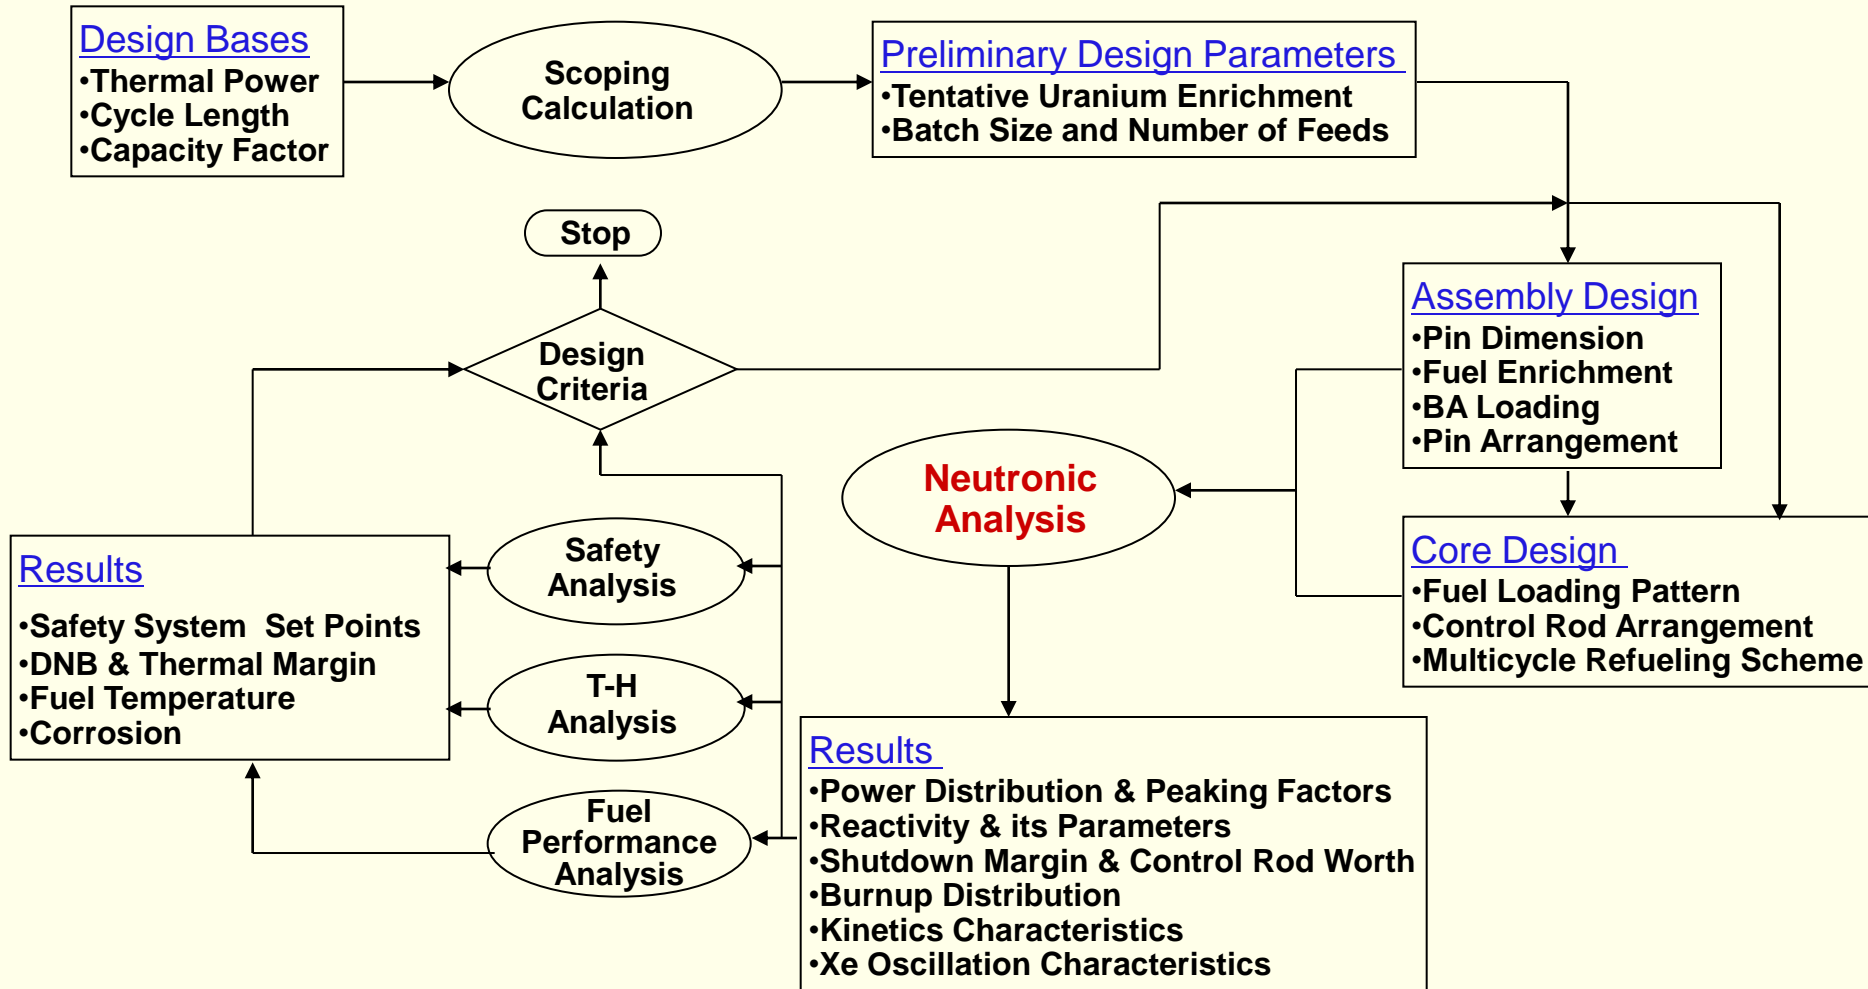 Design Bases
•Thermal Power
•Cycle Length
•Capacity Factor
Scoping
Calculation
Preliminary Design Parameters
•Tentative Uranium Enrichment
•Batch Size and Number of Feeds
Stop
Design
Criteria
Assembly Design
•Pin Dimension
•Fuel Enrichment
•BA Loading
•Pin Arrangement
Neutronic
Analysis
Core Design
•Fuel Loading Pattern
•Control Rod Arrangement
•Multicycle Refueling Scheme
Safety
Analysis
T-H
Analysis
Fuel
Performance
Analysis
Results
•Safety System Set Points
•DNB & Thermal Margin
•Fuel Temperature
•Corrosion
Results
•Power Distribution & Peaking Factors
•Reactivity & its Parameters
•Shutdown Margin & Control Rod Worth
•Burnup Distribution
•Kinetics Characteristics
•Xe Oscillation Characteristics